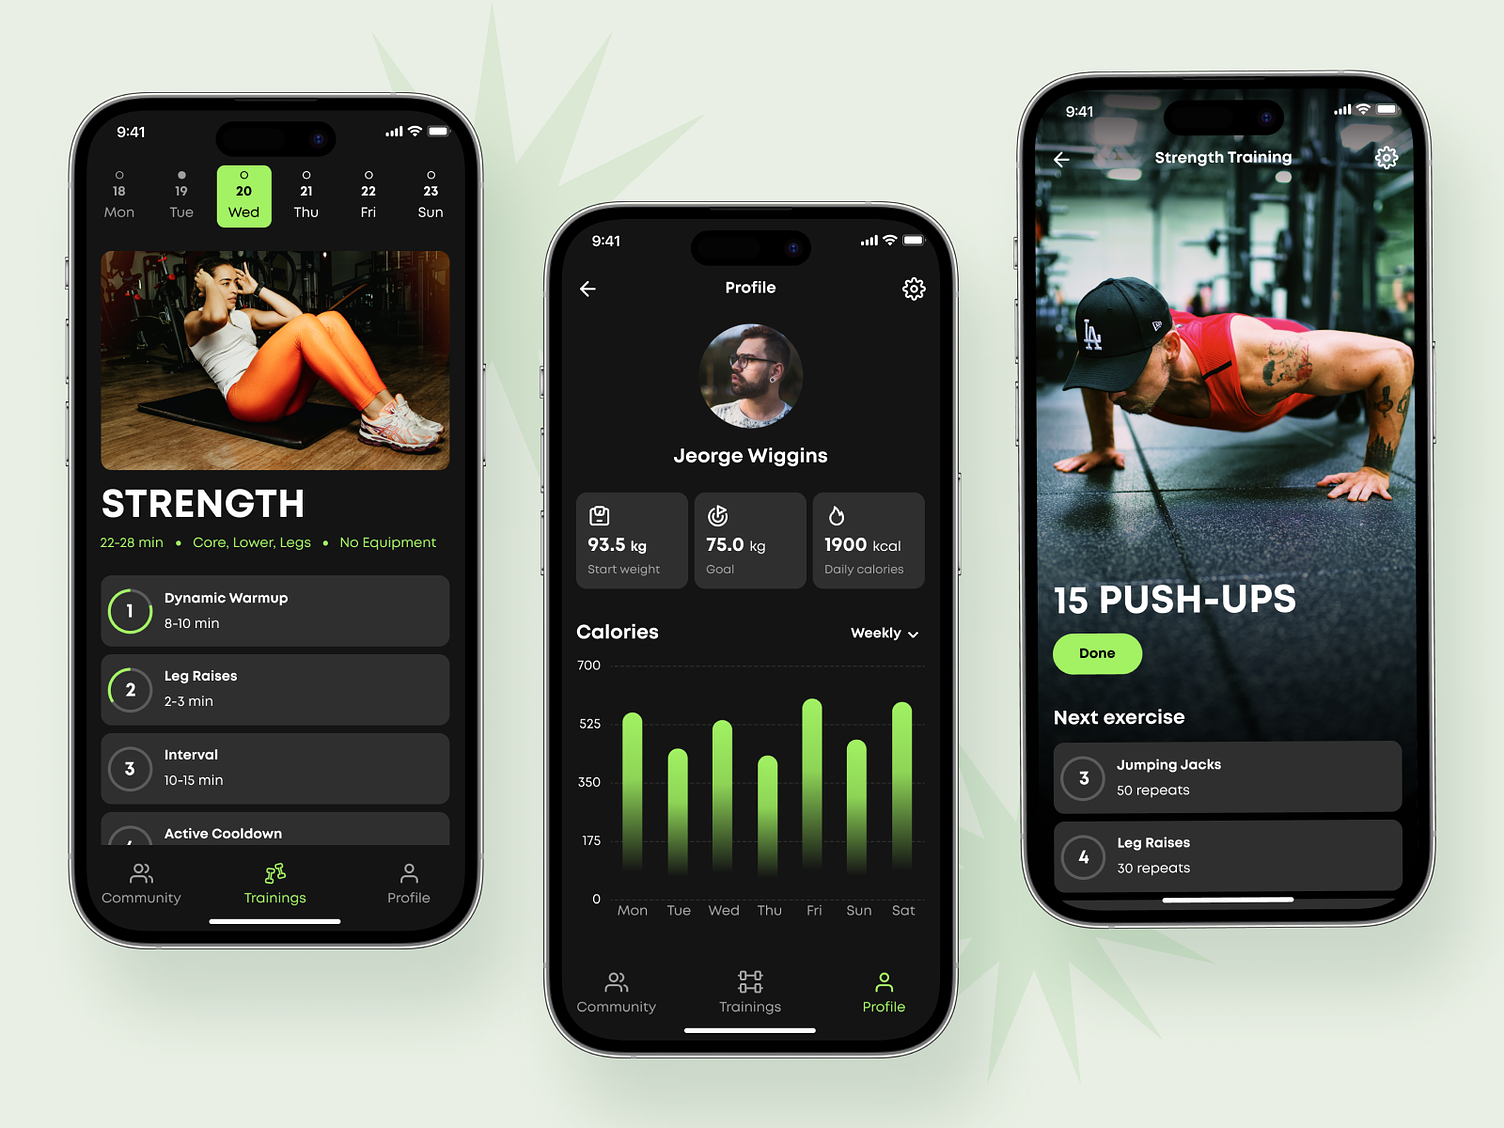 9:41
18 19 20 21 22 23
Mon Tue Wed Thu Fri Sun
STRENGTH
22-28 min • Core, Lower, Legs • No Equipment
1 Dynamic Warmup
8-10 min
2 Leg Raises
2-3 min
3 Interval
10-15 min
Active Cooldown
Community Trainings Profile
9:41
Profile
Jeorge Wiggins
93.5 kg 75.0 kg 1900 kcal
Start weight Goal Daily calories
Calories Weekly
700
525
350
175
0
Mon Tue Wed Thu Fri Sun Sat
Community Trainings Profile
9:41
Strength Training
LA
15 PUSH-UPS
Done
Next exercise
3 Jumping Jacks
50 repeats
4 Leg Raises
30 repeats